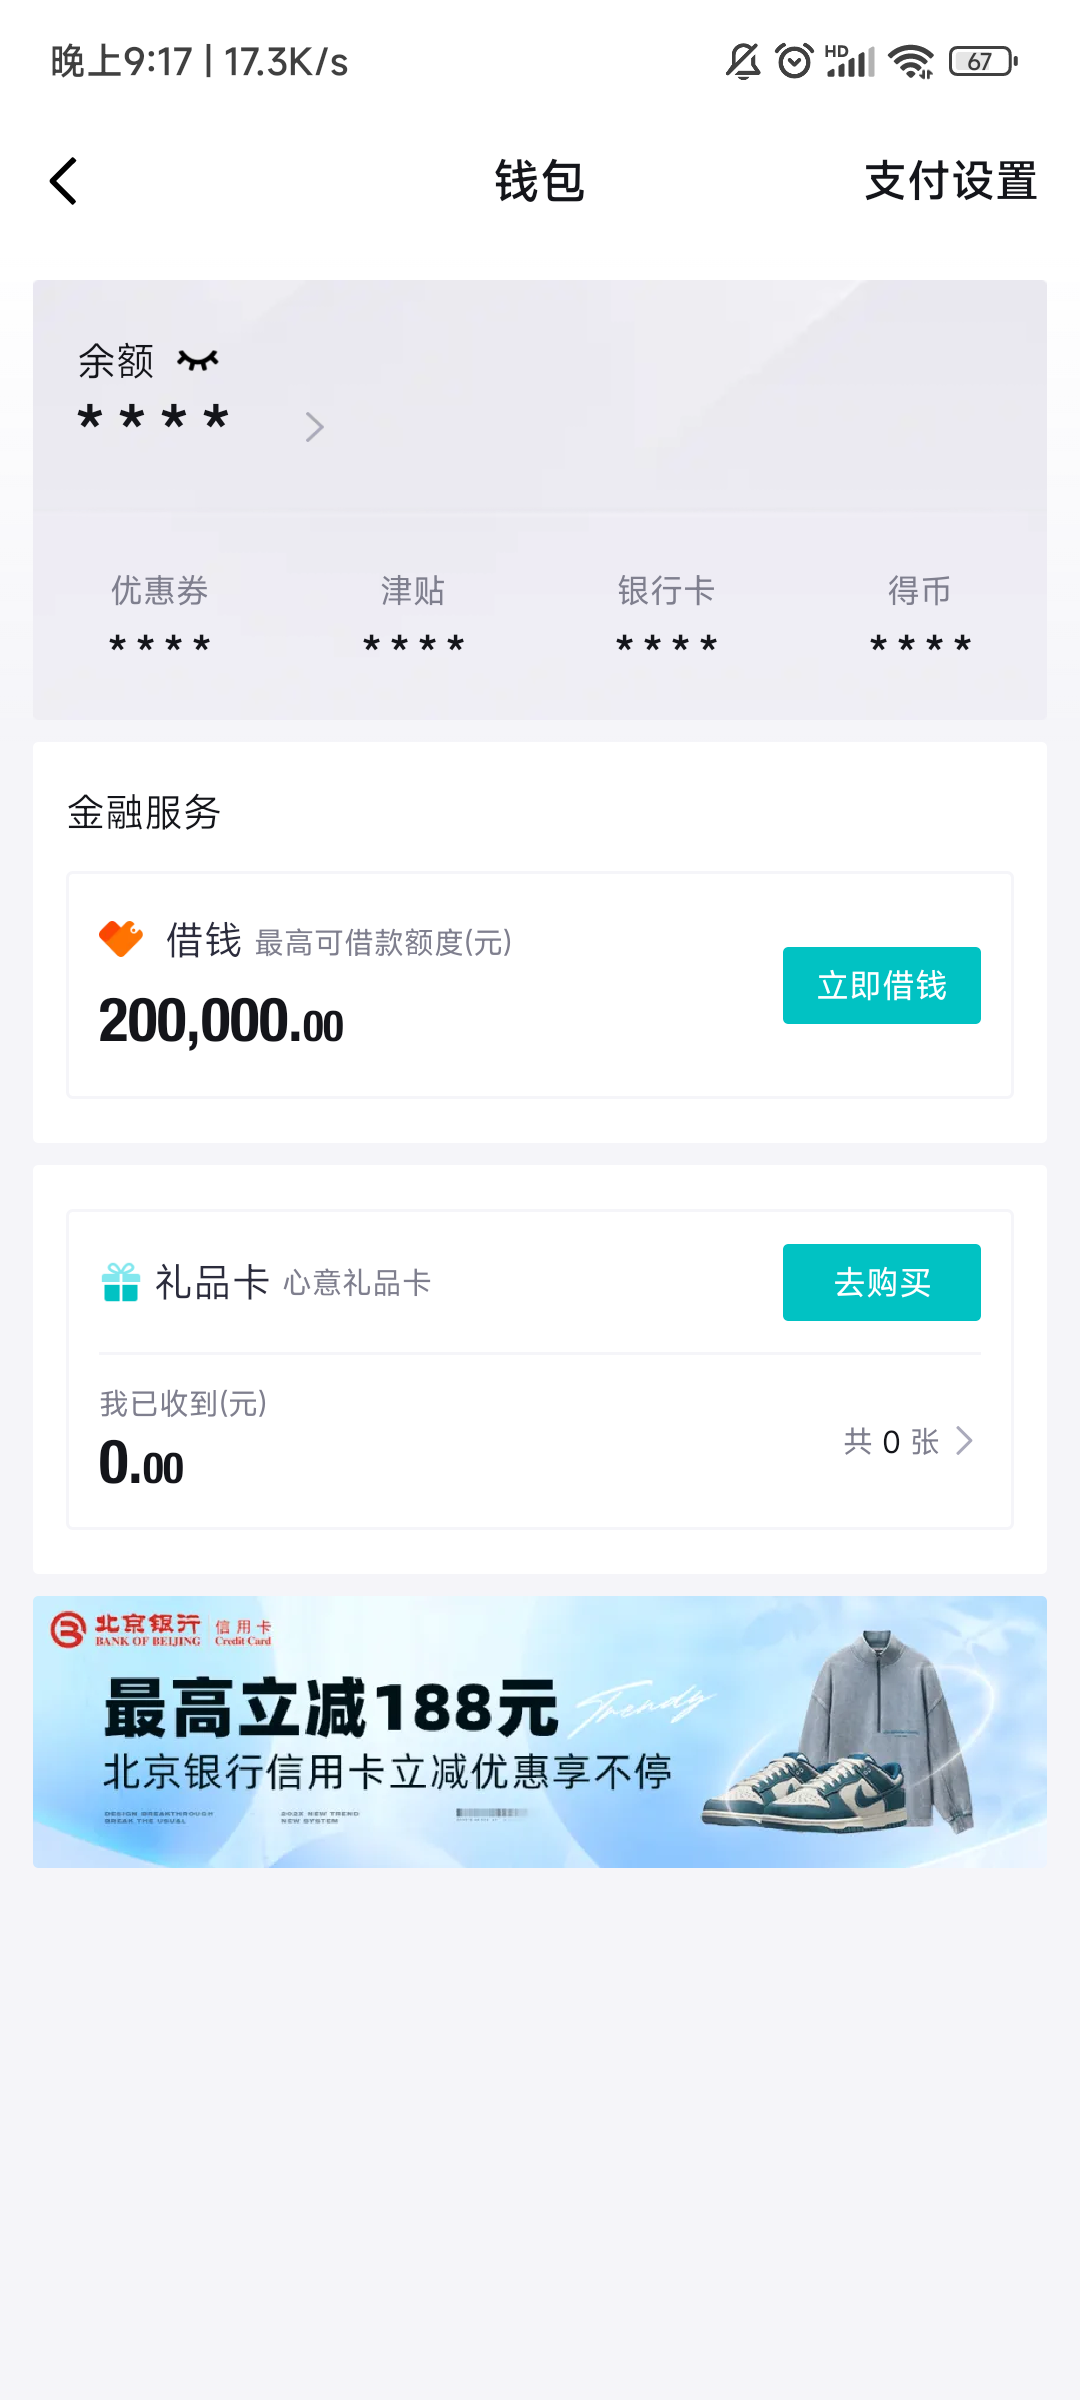 晚上9:17 | 17.3K/s
HD
67
钱包
支付设置
余额
****
优惠券 津贴 银行卡 得币
**** **** **** ****
金融服务
借钱 最高可借款额度(元)
200,000.00
立即借钱
礼品卡 心意礼品卡
去购买
我已收到(元)
0.00
共 0 张
北京银行 信用卡
BANK OF BEIJING Credit Card
最高立减188元
Trendy
北京银行信用卡立减优惠享不停
DESIGN BREAKTHROUGH
BREAK THE USUAL
NEW TREND
NEW SYSTEM